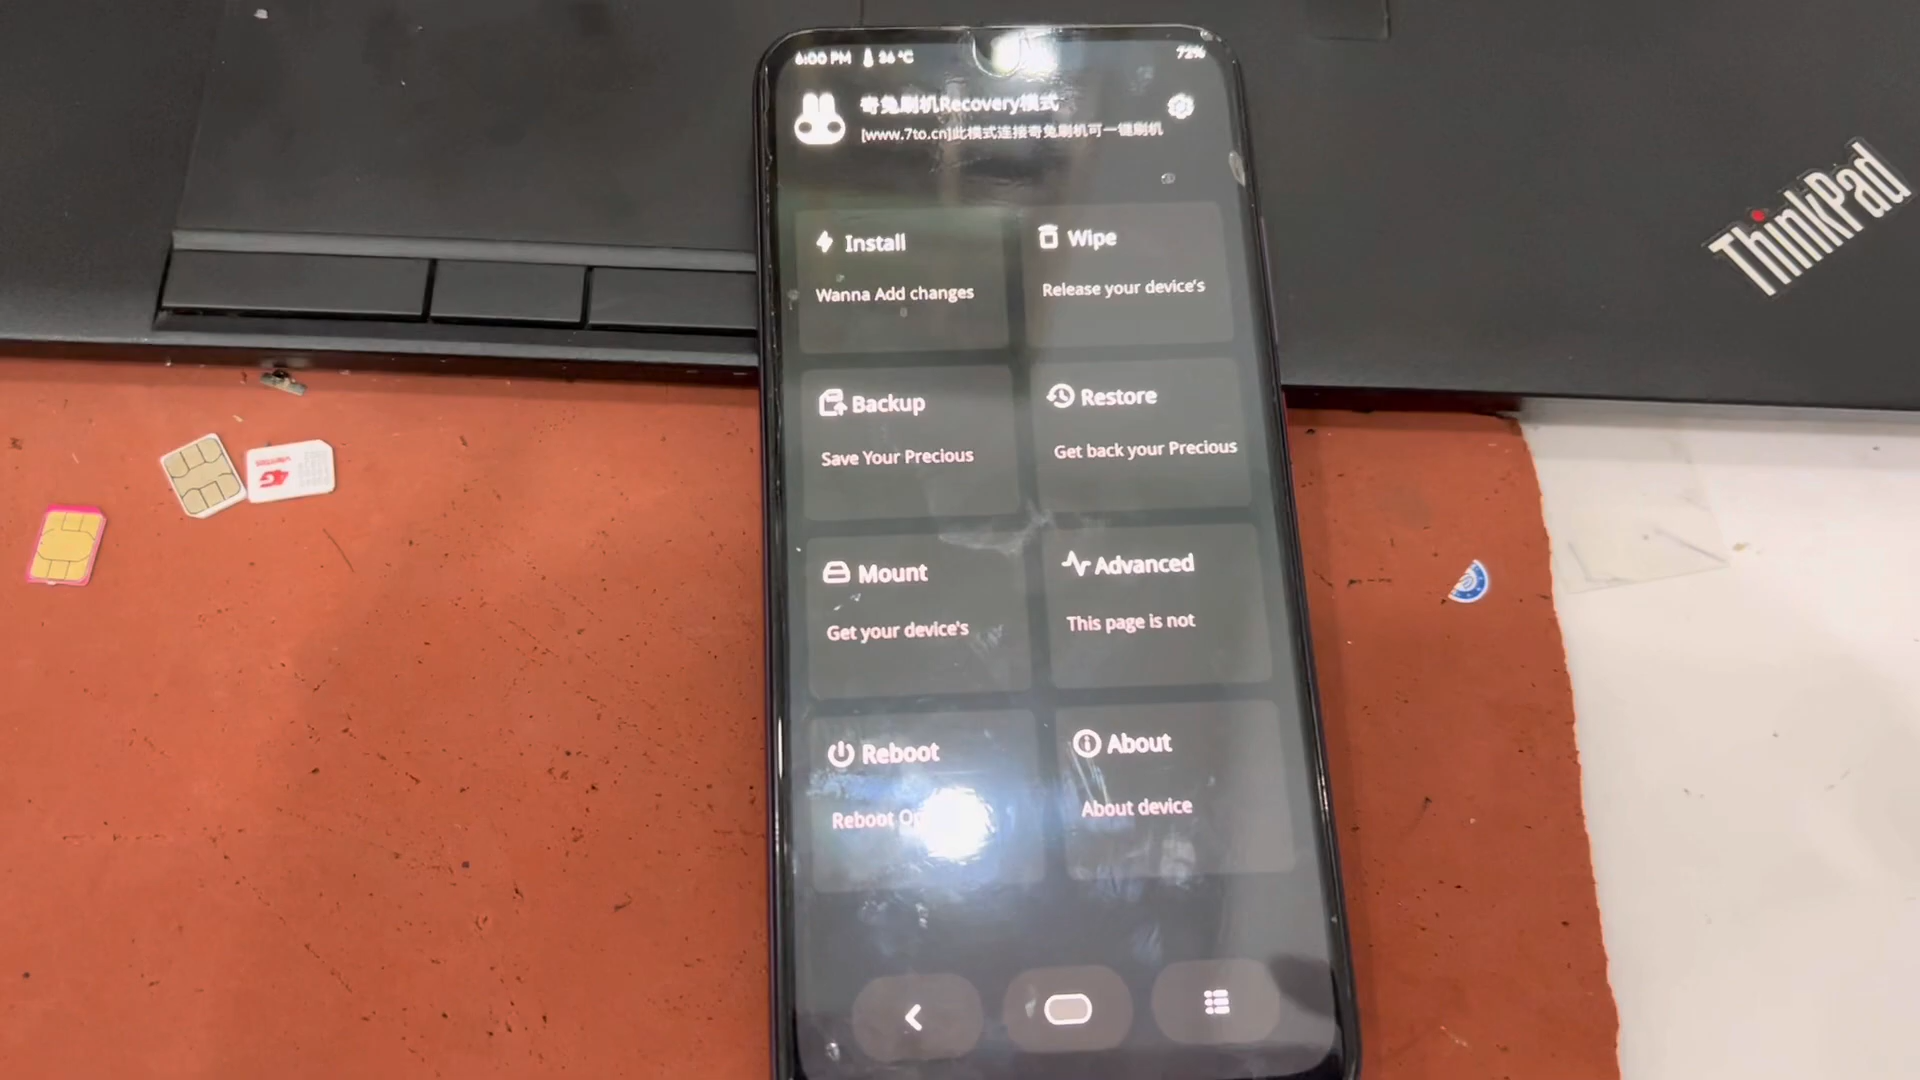 6:00 PM 36 °C 72%
奇兔刷机Recovery模式
[www.7to.cn]此模式连接奇兔刷机可一键刷机
Install
Wanna Add changes
Wipe
Release your device's
Backup
Save Your Precious
Restore
Get back your Precious
Mount
Get your device's
Advanced
This page is not
Reboot
Reboot
About
About device
ThinkPad
4G